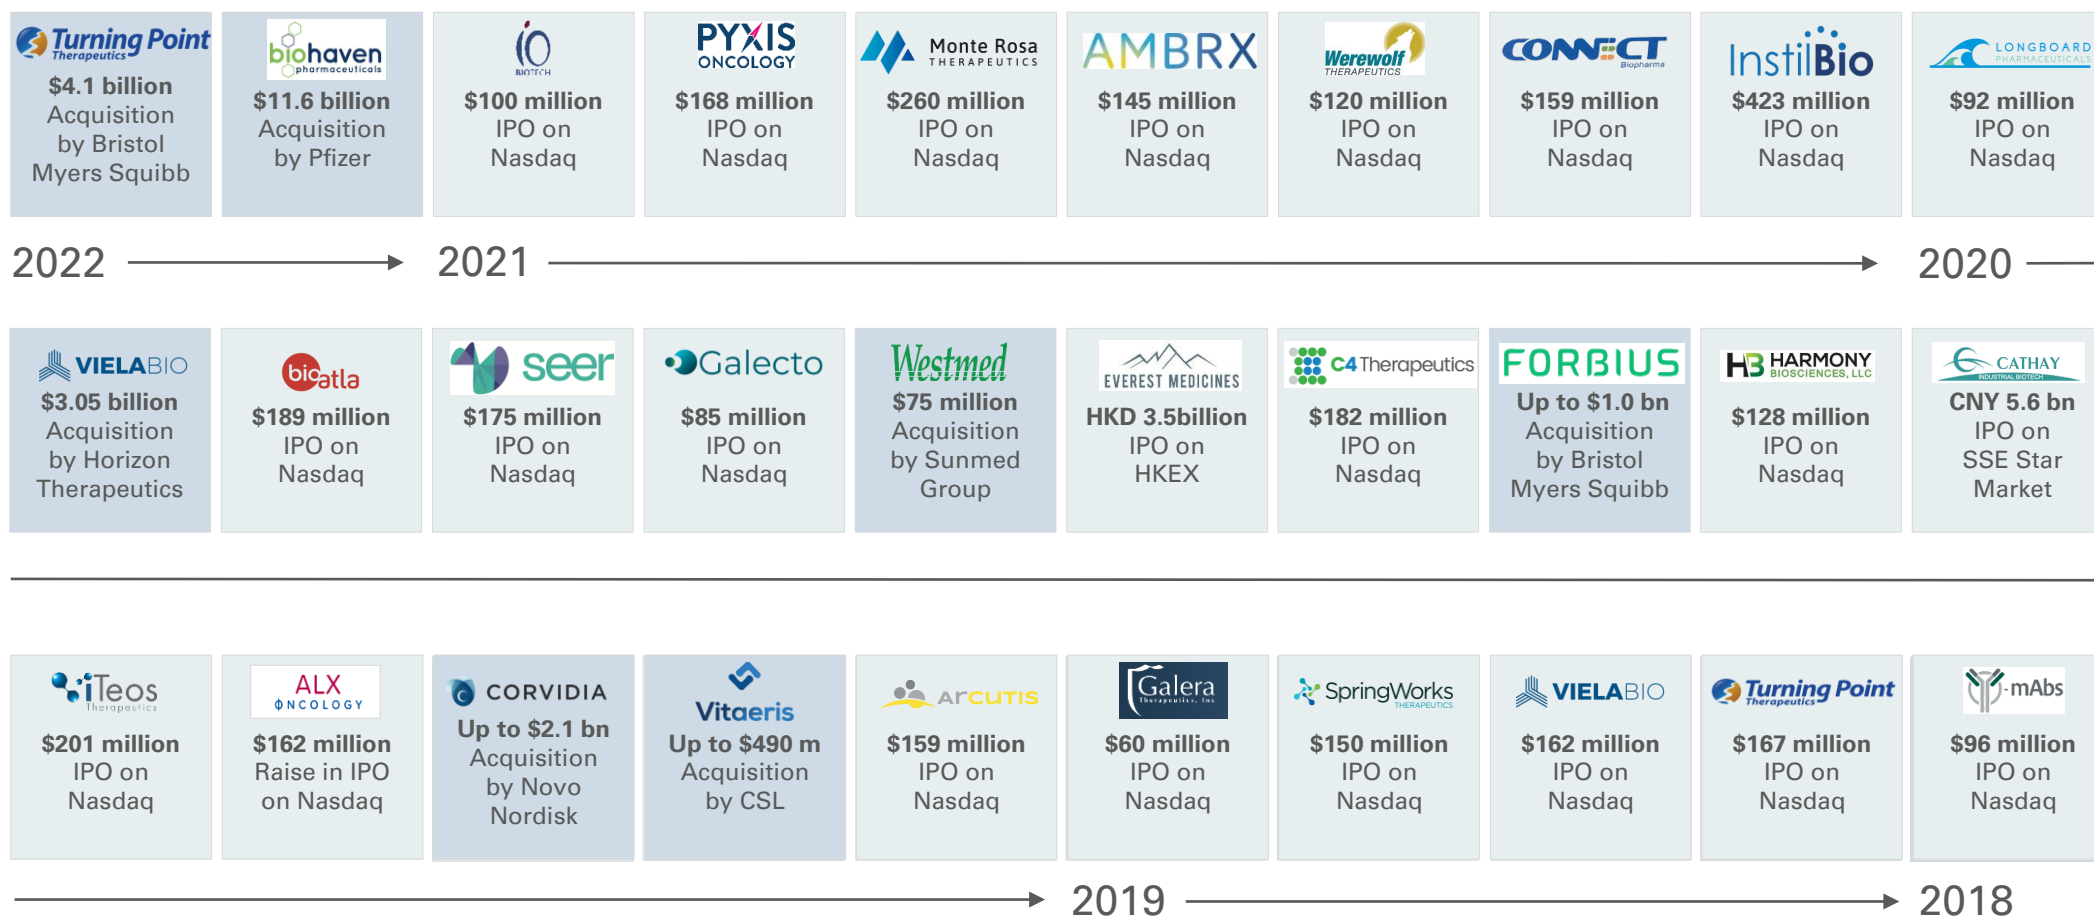 Turning Point
Therapeutics
$4.1 billion
Acquisition
by Bristol
Myers Squibb
biohaven
pharmaceuticals
$11.6 billion
Acquisition
by Pfizer
iO
BIOTECH
$100 million
IPO on
Nasdaq
PYXIS
ONCOLOGY
$168 million
IPO on
Nasdaq
Monte Rosa
THERAPEUTICS
$260 million
IPO on
Nasdaq
AMBRX
$145 million
IPO on
Nasdaq
Werewolf
THERAPEUTICS
$120 million
IPO on
Nasdaq
CONNECT
Biopharma
$159 million
IPO on
Nasdaq
InstilBio
$423 million
IPO on
Nasdaq
LONGBOARD
PHARMACEUTICALS
$92 million
IPO on
Nasdaq
2022
2021
2020
VIELABIO
$3.05 billion
Acquisition
by Horizon
Therapeutics
bioatla
$189 million
IPO on
Nasdaq
seer
$175 million
IPO on
Nasdaq
Galecto
$85 million
IPO on
Nasdaq
Westmed
$75 million
Acquisition
by Sunmed
Group
EVEREST MEDICINES
HKD 3.5billion
IPO on
HKEX
C4 Therapeutics
$182 million
IPO on
Nasdaq
FORBIUS
Up to $1.0 bn
Acquisition
by Bristol
Myers Squibb
HB HARMONY
BIOSCIENCES, LLC
$128 million
IPO on
Nasdaq
CATHAY
INDUSTRIAL BIOTECH
CNY 5.6 bn
IPO on
SSE Star
Market
iTeos
Therapeutics
$201 million
IPO on
Nasdaq
ALX
ONCOLOGY
$162 million
Raise in IPO
on Nasdaq
CORVIDIA
Up to $2.1 bn
Acquisition
by Novo
Nordisk
Vitaeris
Up to $490 m
Acquisition
by CSL
Arcutis
$159 million
IPO on
Nasdaq
Galera
Therapeutics, Inc
$60 million
IPO on
Nasdaq
SpringWorks
THERAPEUTICS
$150 million
IPO on
Nasdaq
VIELABIO
$162 million
IPO on
Nasdaq
Turning Point
Therapeutics
$167 million
IPO on
Nasdaq
Y-mAbs
$96 million
IPO on
Nasdaq
2019
2018